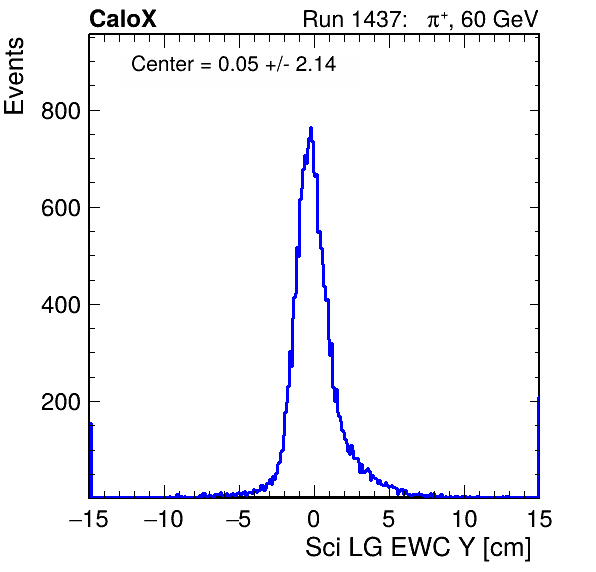 CaloX Run 1437: π⁺, 60 GeV
Center = 0.05 +/- 2.14
Events
800
600
400
200
−15 −10 −5 0 5 10 15
Sci LG EWC Y [cm]